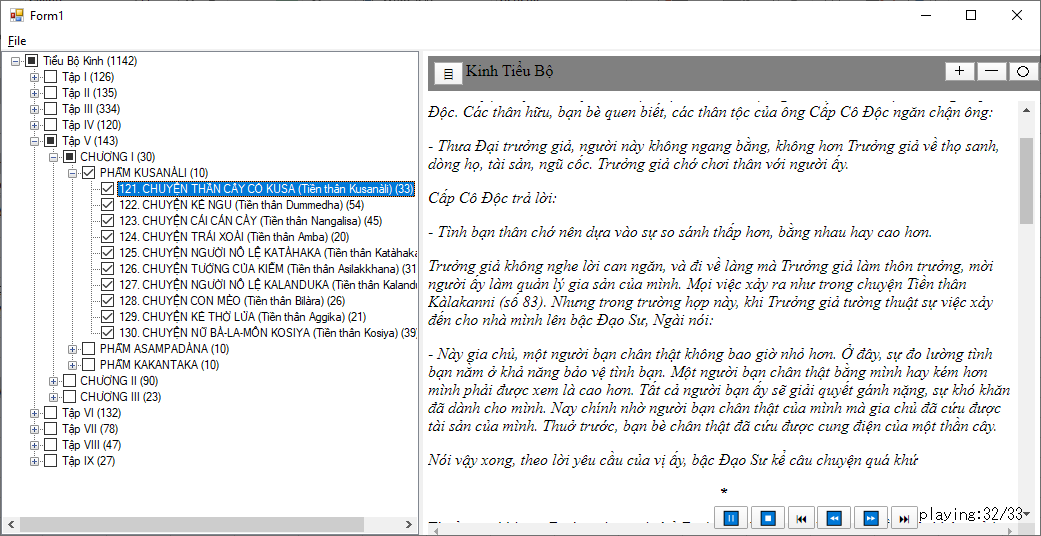 Form1
File
Tiểu Bộ Kinh (1142)
Tập I (126)
Tập II (135)
Tập III (334)
Tập IV (120)
Tập V (143)
CHƯƠNG I (30)
PHẨM KUSANÀLI (10)
121. CHUYỆN THẦN CÂY CỎ KUSA (Tiền thân Kusanàli) (33)
122. CHUYỆN KẺ NGU (Tiền thân Dummedha) (54)
123. CHUYỆN CÁI CÁN CÀY (Tiền thân Nangalisa) (45)
124. CHUYỆN TRÁI XOÀI (Tiền thân Amba) (20)
125. CHUYỆN NGƯỜI NÔ LỆ KATÀHAKA (Tiền thân Katàhaka
126. CHUYỆN TƯỚNG CỦA KIẾM (Tiền thân Asilakkhana) (31
127. CHUYỆN NGƯỜI NÔ LỆ KALANDUKA (Tiền thân Kaland
128. CHUYỆN CON MÈO (Tiền thân Bilàra) (26)
129. CHUYỆN KẺ THỜ LỬA (Tiền thân Aggika) (21)
130. CHUYỆN NỮ BÀ-LA-MÔN KOSIYA (Tiền thân Kosiya) (39)
PHẨM ASAMPADÀNA (10)
PHẨM KAKANTAKA (10)
CHƯƠNG II (90)
CHƯƠNG III (23)
Tập VI (132)
Tập VII (78)
Tập VIII (47)
Tập IX (27)
Kinh Tiểu Bộ
Độc. Các thân hữu, bạn bè quen biết, các thân tộc của ông Cấp Cô Độc ngăn chận ông:
- Thưa Đại trưởng giả, người này không ngang bằng, không hơn Trưởng giả về thọ sanh,
dòng họ, tài sản, ngũ cốc. Trưởng giả chớ chơi thân với người ấy.
Cấp Cô Độc trả lời:
- Tình bạn thân chớ nên dựa vào sự so sánh thấp hơn, bằng nhau hay cao hơn.
Trưởng giả không nghe lời can ngăn, và đi về làng mà Trưởng giả làm thôn trưởng, mời
người ấy làm quản lý gia sản của mình. Mọi việc xảy ra như trong chuyện Tiền thân
Kàlakanni (số 83). Nhưng trong trường hợp này, khi Trưởng giả tường thuật sự việc xảy
đến cho nhà mình lên bậc Đạo Sư, Ngài nói:
- Này gia chủ, một người bạn chân thật không bao giờ nhỏ hơn. Ở đây, sự đo lường tình
bạn nằm ở khả năng bảo vệ tình bạn. Một người bạn chân thật bằng mình hay kém hơn
mình phải được xem là cao hơn. Tất cả người bạn ấy sẽ giải quyết gánh nặng, sự khó khăn
đã dành cho mình. Nay chính nhờ người bạn chân thật của mình mà gia chủ đã cứu được
tài sản của mình. Thuở trước, bạn bè chân thật đã cứu được cung điện của một thần cây.
Nói vậy xong, theo lời yêu cầu của vị ấy, bậc Đạo Sư kể câu chuyện quá khứ
*
playing:32/33